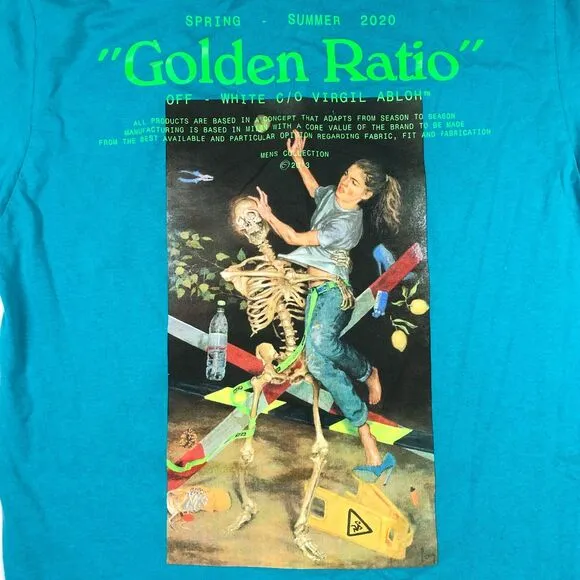 SPRING - SUMMER 2020
"Golden Ratio"
OFF - WHITE C/O VIRGIL ABLOH™
ALL PRODUCTS ARE BASED IN A CONCEPT THAT ADAPTS FROM SEASON TO SEASON
MANUFACTURING IS BASED IN MILAN WITH A CORE VALUE OF THE BRAND TO BE MADE
FROM THE BEST AVAILABLE AND PARTICULAR OPINION REGARDING FABRIC, FIT AND FABRICATION
MENS COLLECTION